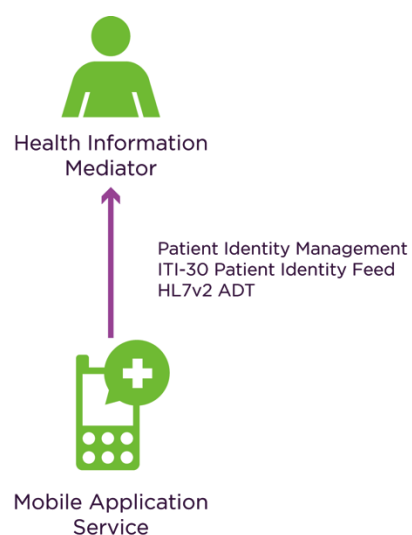 Health Information
Mediator
Patient Identity Management
ITI-30 Patient Identity Feed
HL7v2 ADT
Mobile Application
Service